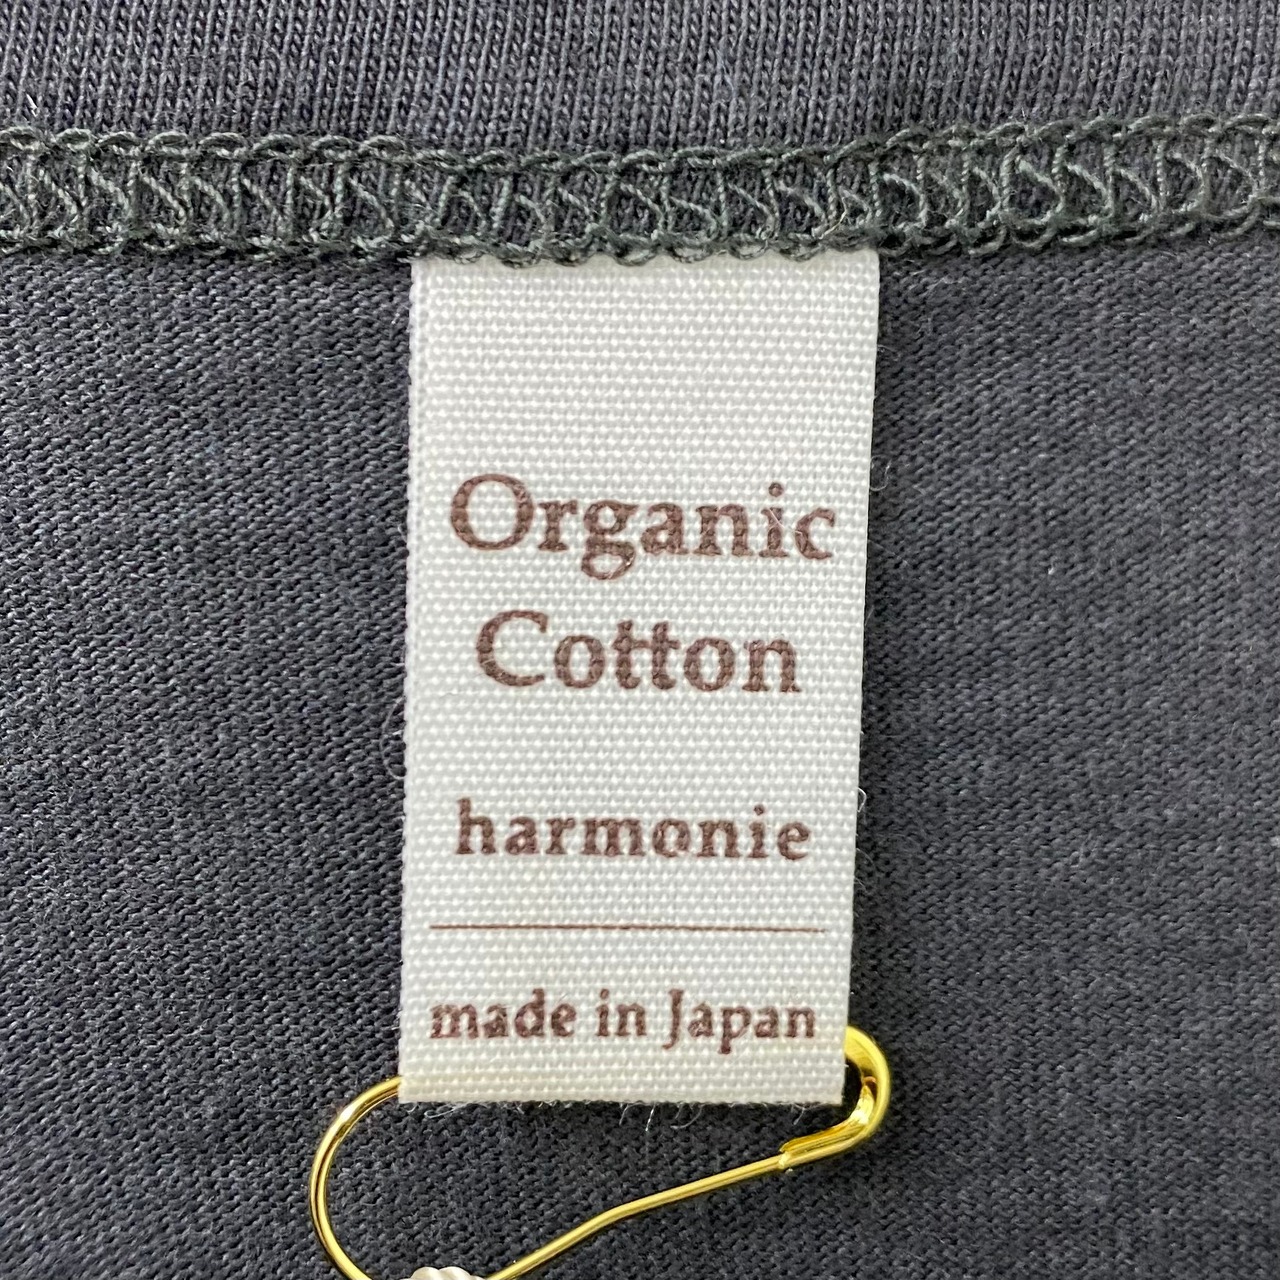 Organic
Cotton
harmonie
made in Japan